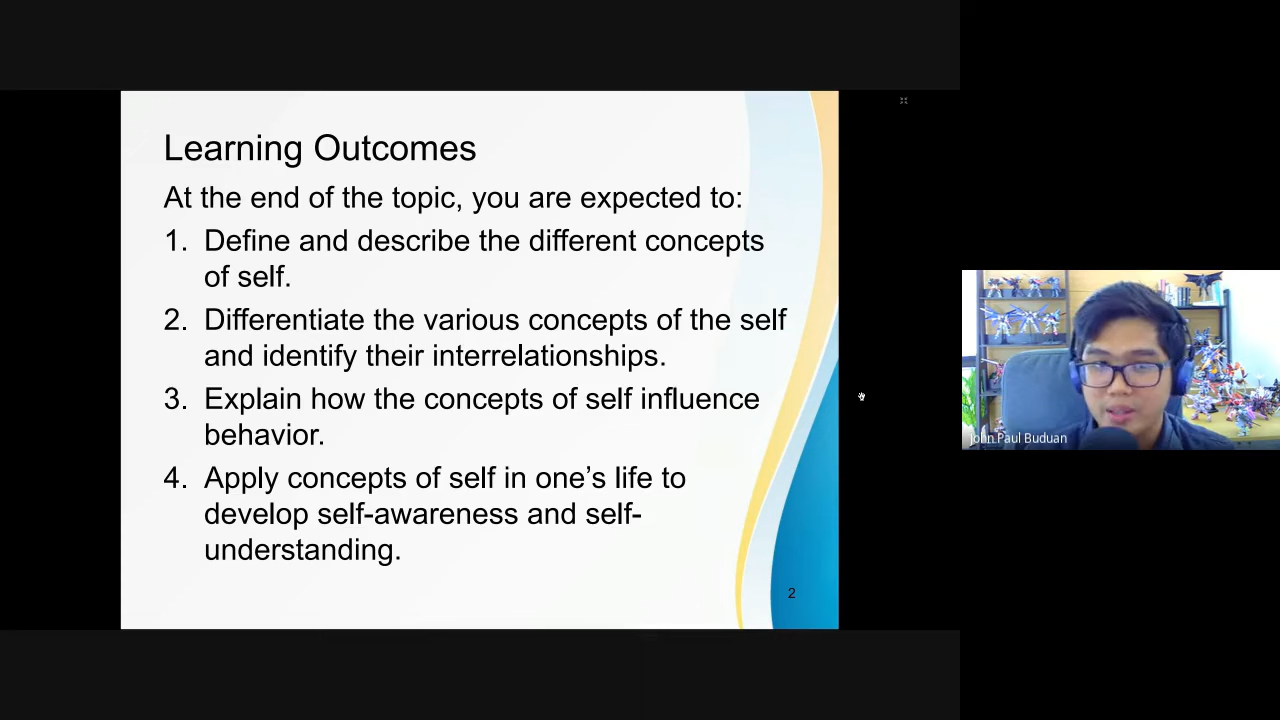 Learning Outcomes
At the end of the topic, you are expected to:
1. Define and describe the different concepts
of self.
2. Differentiate the various concepts of the self
and identify their interrelationships.
3. Explain how the concepts of self influence
behavior.
4. Apply concepts of self in one’s life to
develop self-awareness and self-
understanding.
2
John Paul Buduan